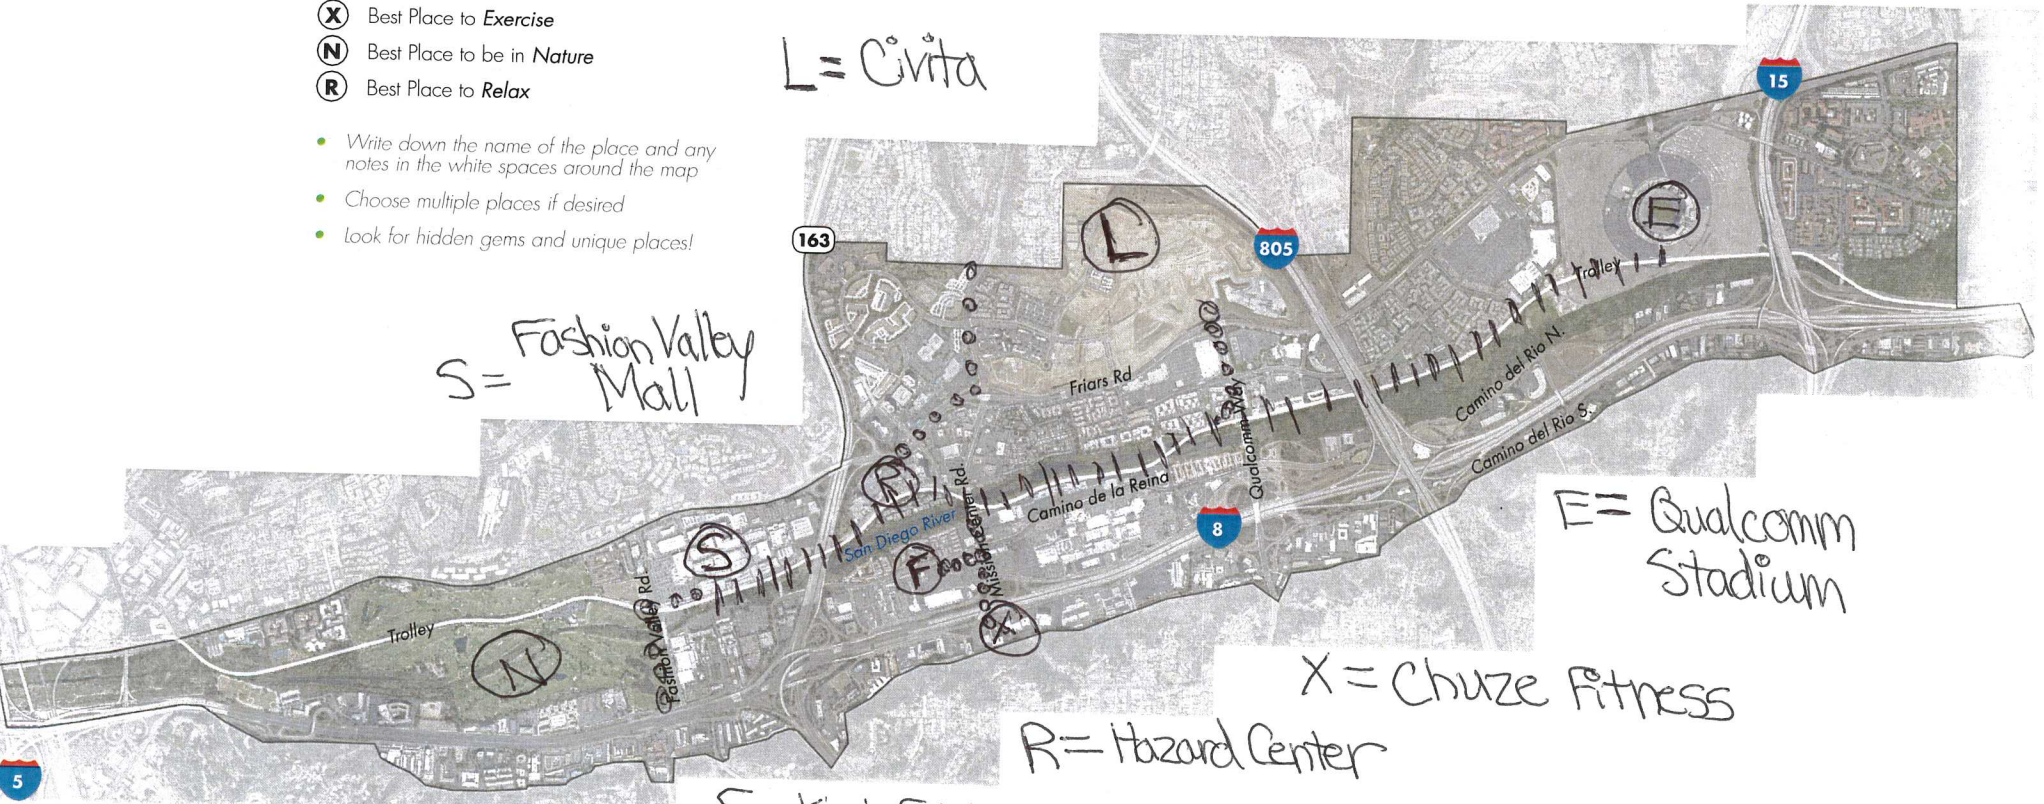 X Best Place to Exercise
N Best Place to be in Nature
R Best Place to Relax
• Write down the name of the place and any
notes in the white spaces around the map
• Choose multiple places if desired
• Look for hidden gems and unique places!
L = Civita
15
163
L
805
E
Trolley
S = Fashion Valley
Mall
Friars Rd
Camino del Rio N.
Camino del Rio S.
Qualcomm Way
R
Mission Center Rd.
Camino de la Reina
San Diego River
8
S
F
E = Qualcomm
Stadium
Fashion Valley Rd.
Trolley
N
X
X = Chuze Fitness
R = Hazard Center
5